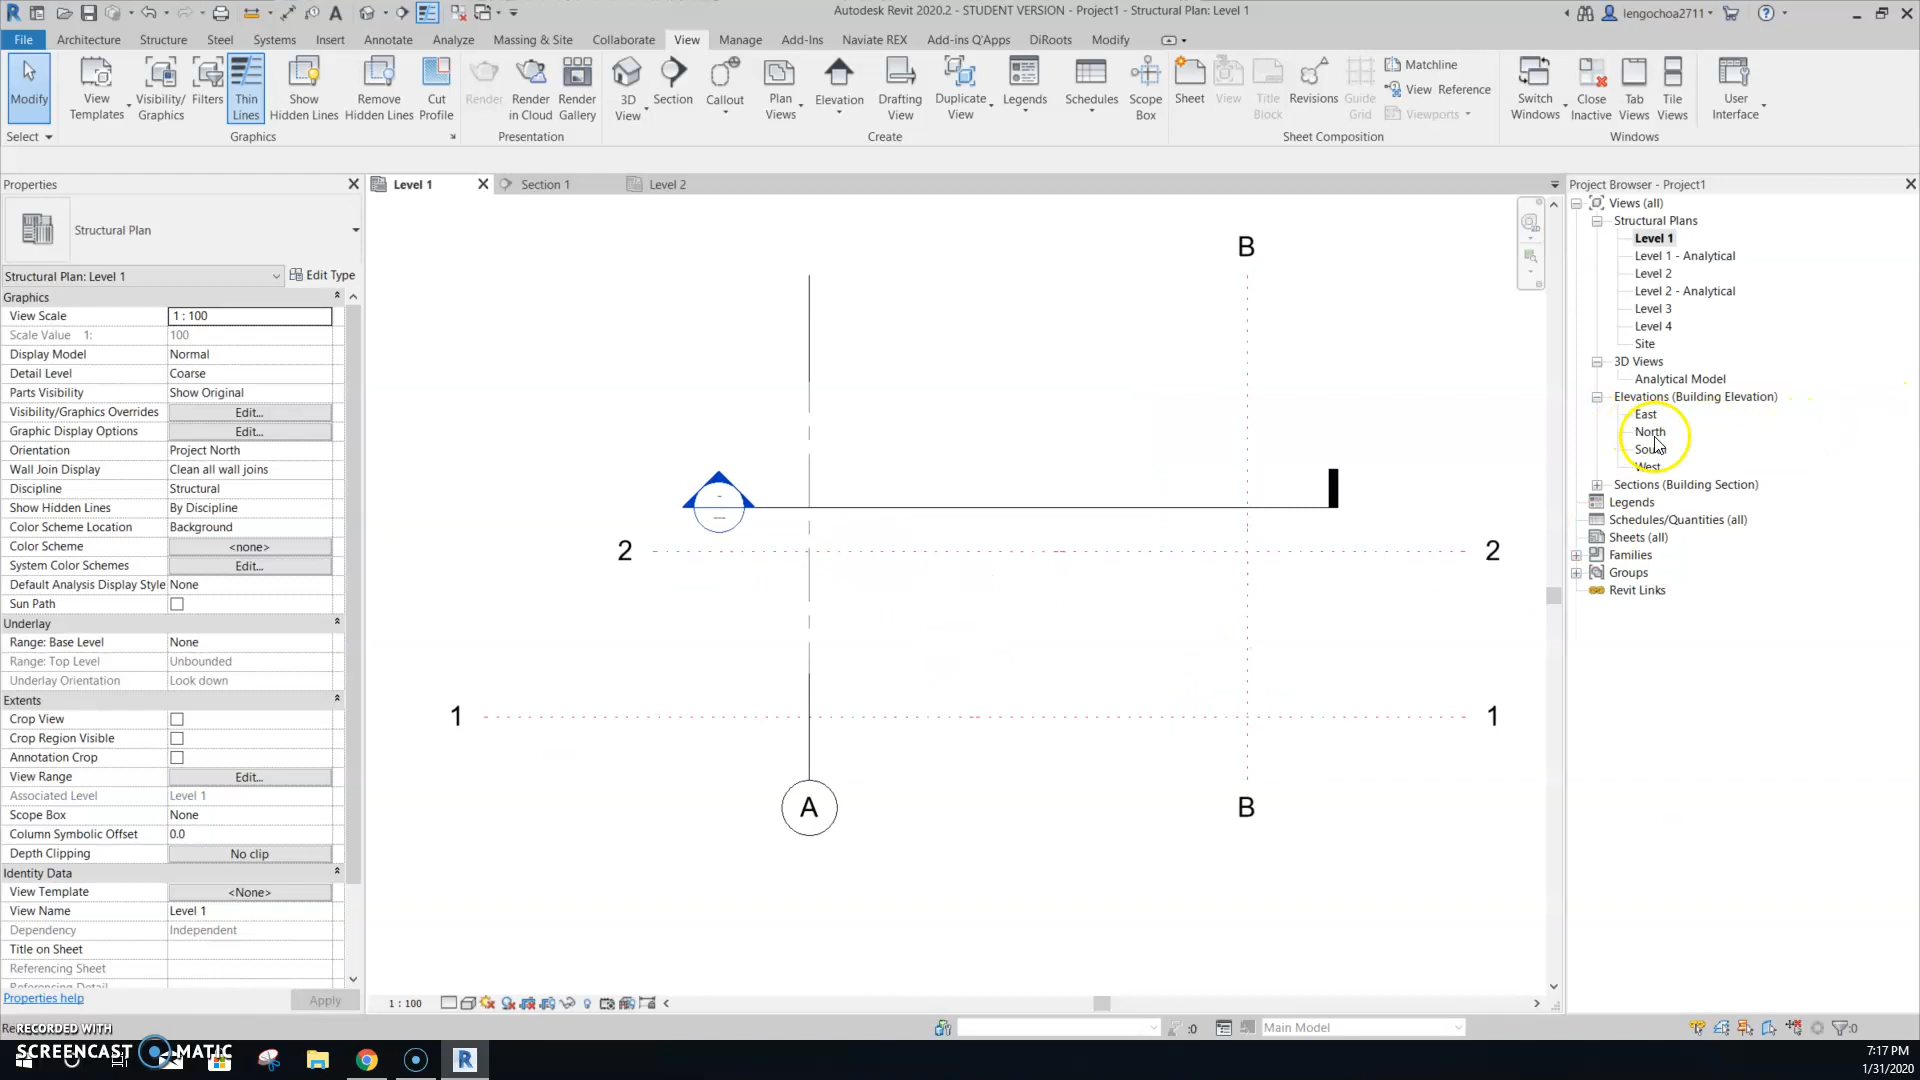 Autodesk Revit 2020.2 - STUDENT VERSION - Project1 - Structural Plan: Level 1
lengochoa2711
File Architecture Structure Steel Systems Insert Annotate Analyze Massing & Site Collaborate View Manage Add-Ins Naviate REX Add-ins Q'Apps DiRoots Modify
Modify
View Templates
Visibility/ Graphics
Filters
Thin Lines
Show Hidden Lines
Remove Hidden Lines
Cut Profile
Render
Render in Cloud
Render Gallery
3D View
Section
Callout
Plan Views
Elevation
Drafting View
Duplicate View
Legends
Schedules
Scope Box
Sheet
View
Title Block
Revisions
Guide Grid
Matchline
View Reference
Viewports
Switch Windows
Close Inactive
Tab Views
Tile Views
User Interface
Select
Graphics
Presentation
Create
Sheet Composition
Windows
Properties
Structural Plan
Structural Plan: Level 1
Edit Type
Graphics
View Scale 1 : 100
Scale Value 1: 100
Display Model Normal
Detail Level Coarse
Parts Visibility Show Original
Visibility/Graphics Overrides Edit...
Graphic Display Options Edit...
Orientation Project North
Wall Join Display Clean all wall joins
Discipline Structural
Show Hidden Lines By Discipline
Color Scheme Location Background
Color Scheme <none>
System Color Schemes Edit...
Default Analysis Display Style None
Sun Path
Underlay
Range: Base Level None
Range: Top Level Unbounded
Underlay Orientation Look down
Extents
Crop View
Crop Region Visible
Annotation Crop
View Range Edit...
Associated Level Level 1
Scope Box None
Column Symbolic Offset 0.0
Depth Clipping No clip
Identity Data
View Template <None>
View Name Level 1
Dependency Independent
Title on Sheet
Referencing Sheet
Properties help
Apply
Level 1
Section 1
Level 2
B
2
2
1
1
A
B
1 : 100
Project Browser - Project1
Views (all)
Structural Plans
Level 1
Level 1 - Analytical
Level 2
Level 2 - Analytical
Level 3
Level 4
Site
3D Views
Analytical Model
Elevations (Building Elevation)
East
North
South
West
Sections (Building Section)
Legends
Schedules/Quantities (all)
Sheets (all)
Families
Groups
Revit Links
:0
Main Model
:0
RECORDED WITH
SCREENCAST MATIC
7:17 PM
1/31/2020